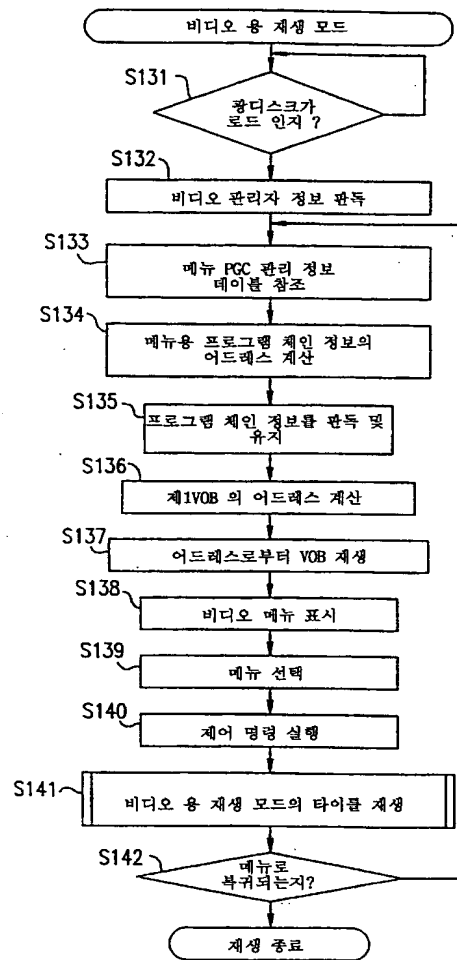 비디오 용 재생 모드
S131
광디스크가
로드 인지 ?
S132
비디오 관리자 정보 판독
S133
메뉴 PGC 관리 정보
테이블 참조
S134
메뉴용 프로그램 체인 정보의
어드레스 계산
S135
프로그램 체인 정보를 판독 및
유지
S136
제1VOB 의 어드레스 계산
S137
어드레스로부터 VOB 재생
S138
비디오 메뉴 표시
S139
메뉴 선택
S140
제어 명령 실행
S141
비디오 용 재생 모드의 타이틀 재생
S142
메뉴로
복귀되는지?
재생 종료